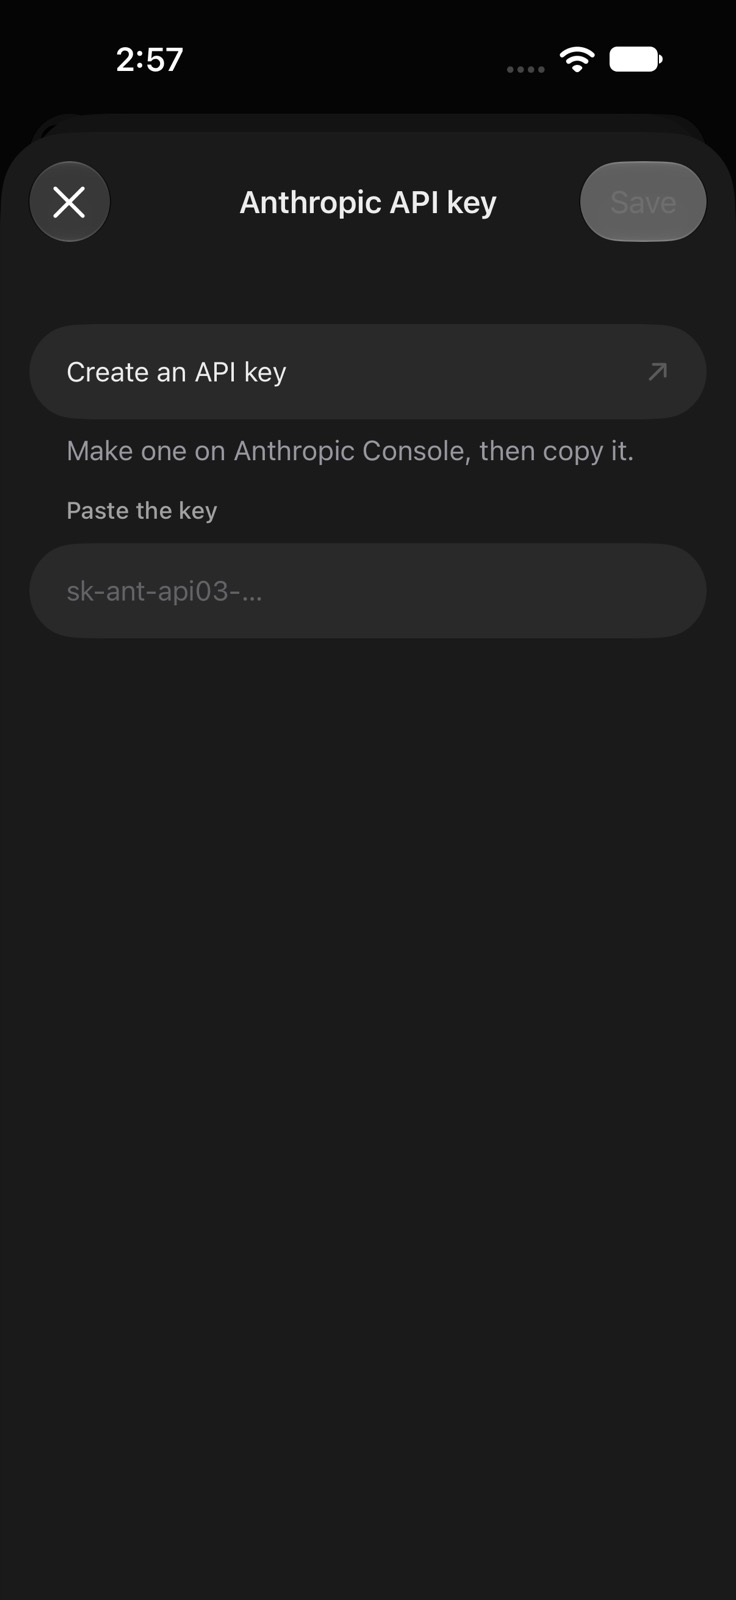 2:57
Anthropic API key
Save
Create an API key
Make one on Anthropic Console, then copy it.
Paste the key
sk-ant-api03-...